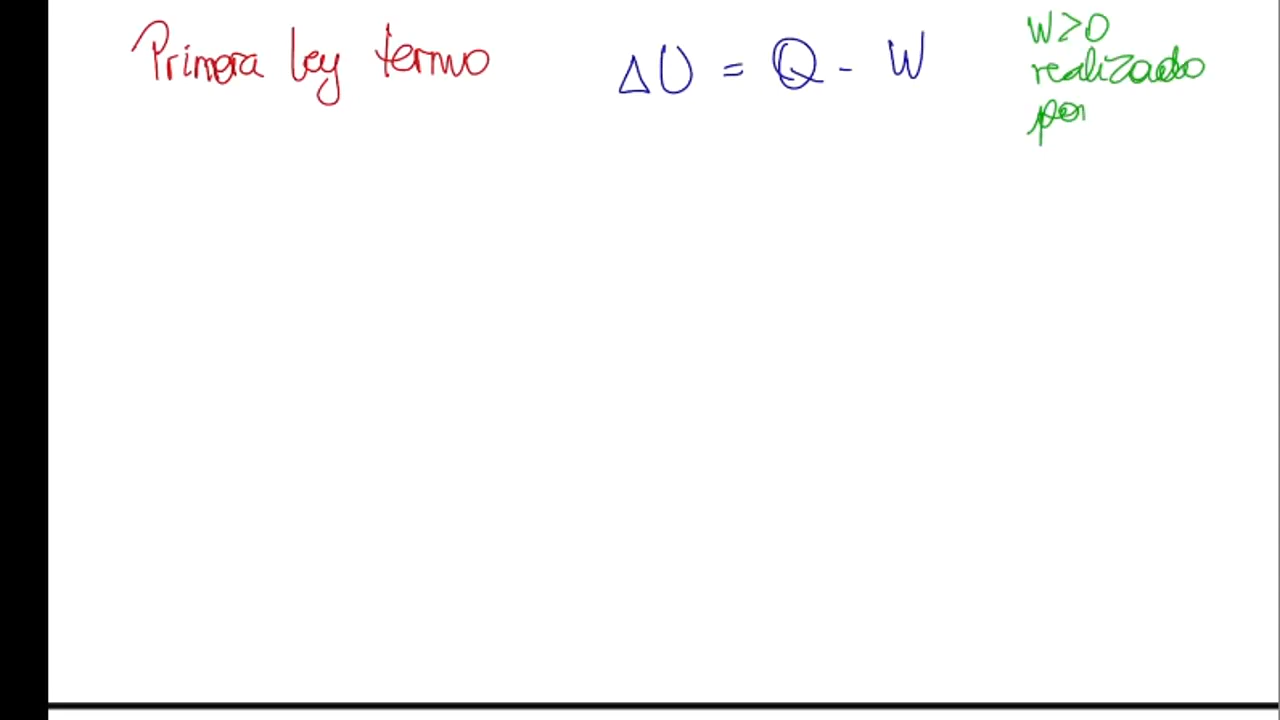 Primera ley termo
ΔU = Q - W
W>0
realizado
por